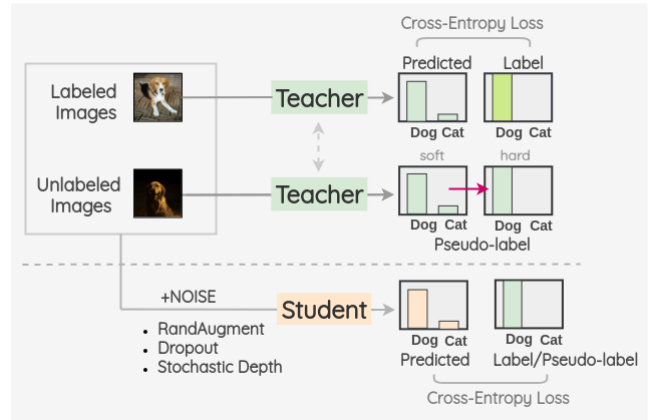 Cross-Entropy Loss
Predicted Label
Labeled Images
Teacher
Dog Cat Dog Cat
soft hard
Unlabeled Images
Teacher
Dog Cat Dog Cat
Pseudo-label
+NOISE
Student
• RandAugment
• Dropout
• Stochastic Depth
Dog Cat Dog Cat
Predicted Label/Pseudo-label
Cross-Entropy Loss